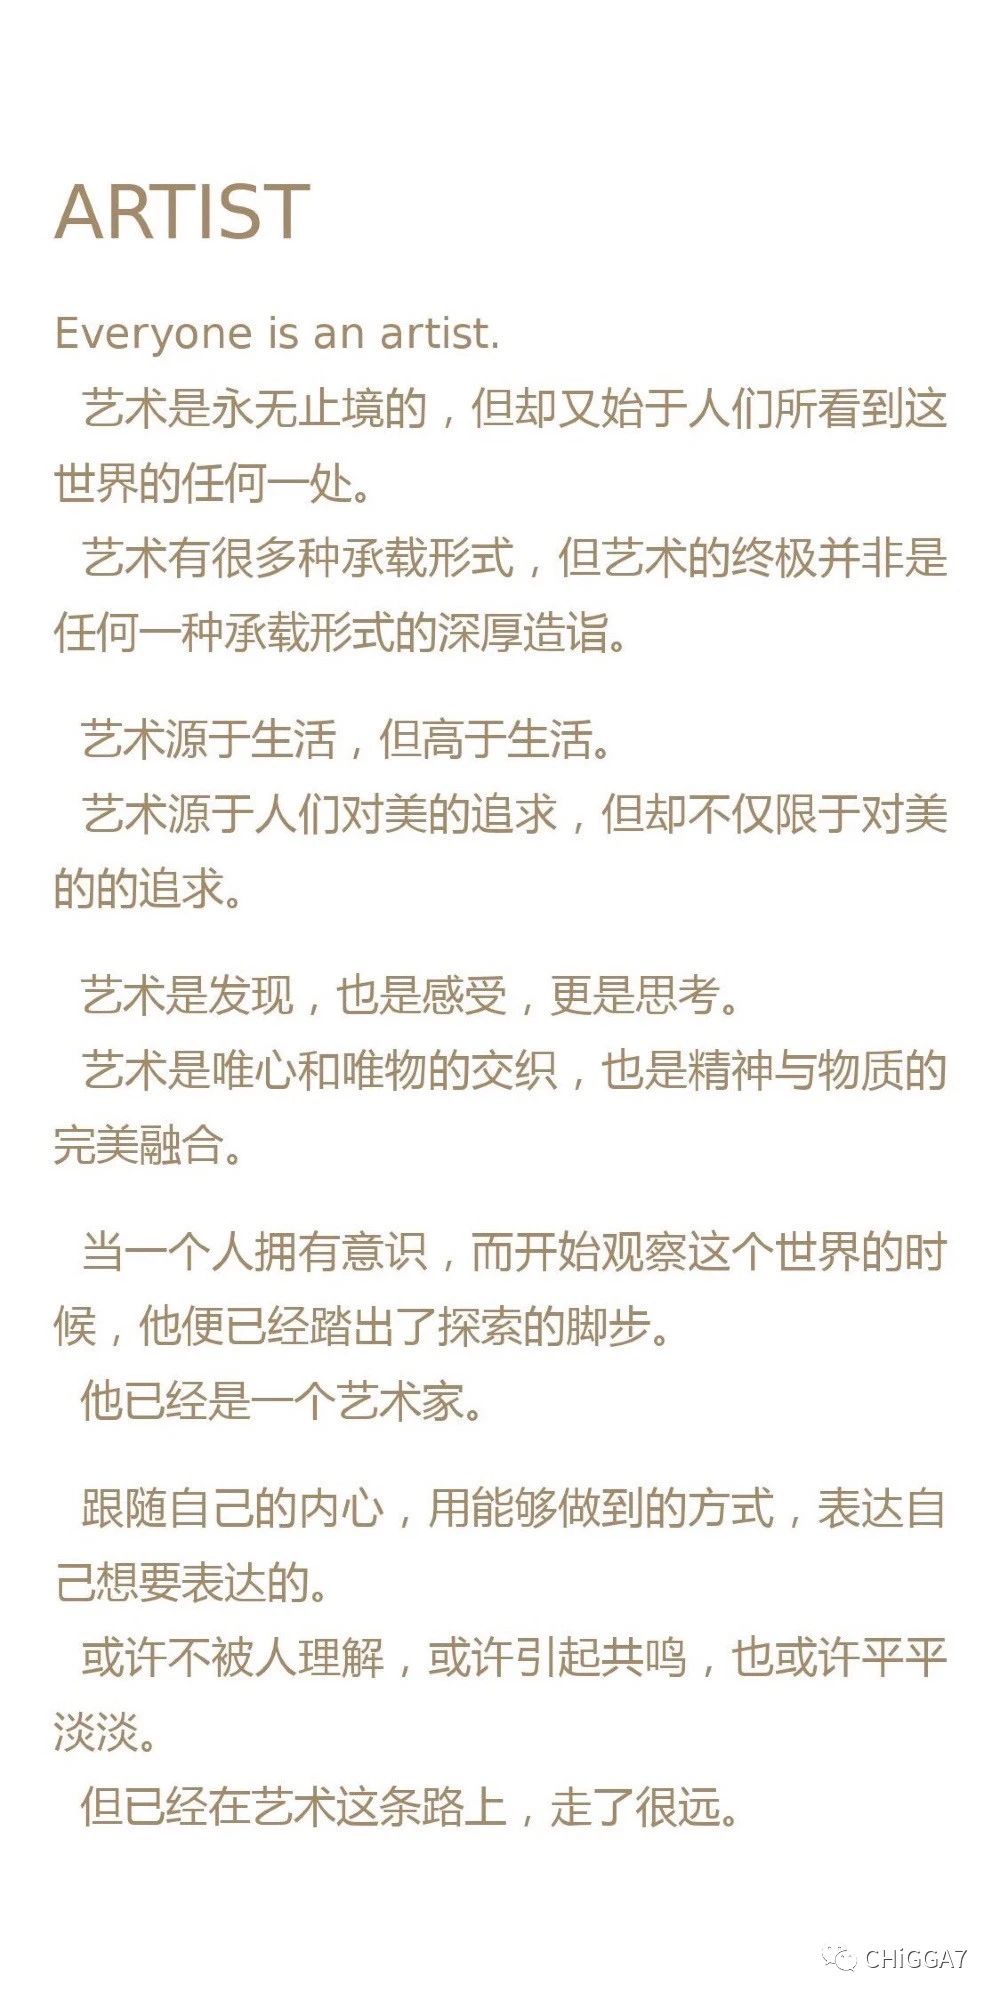 ARTIST
Everyone is an artist.
艺术是永无止境的，但却又始于人们所看到这
世界的任何一处。
艺术有很多种承载形式，但艺术的终极并非是
任何一种承载形式的深厚造诣。
艺术源于生活，但高于生活。
艺术源于人们对美的追求，但却不仅限于对美
的的追求。
艺术是发现，也是感受，更是思考。
艺术是唯心和唯物的交织，也是精神与物质的
完美融合。
当一个人拥有意识，而开始观察这个世界的时
候，他便已经踏出了探索的脚步。
他已经是一个艺术家。
跟随自己的内心，用能够做到的方式，表达自
己想要表达的。
或许不被人理解，或许引起共鸣，也或许平平
淡淡。
但已经在艺术这条路上，走了很远。
CHiGGA7